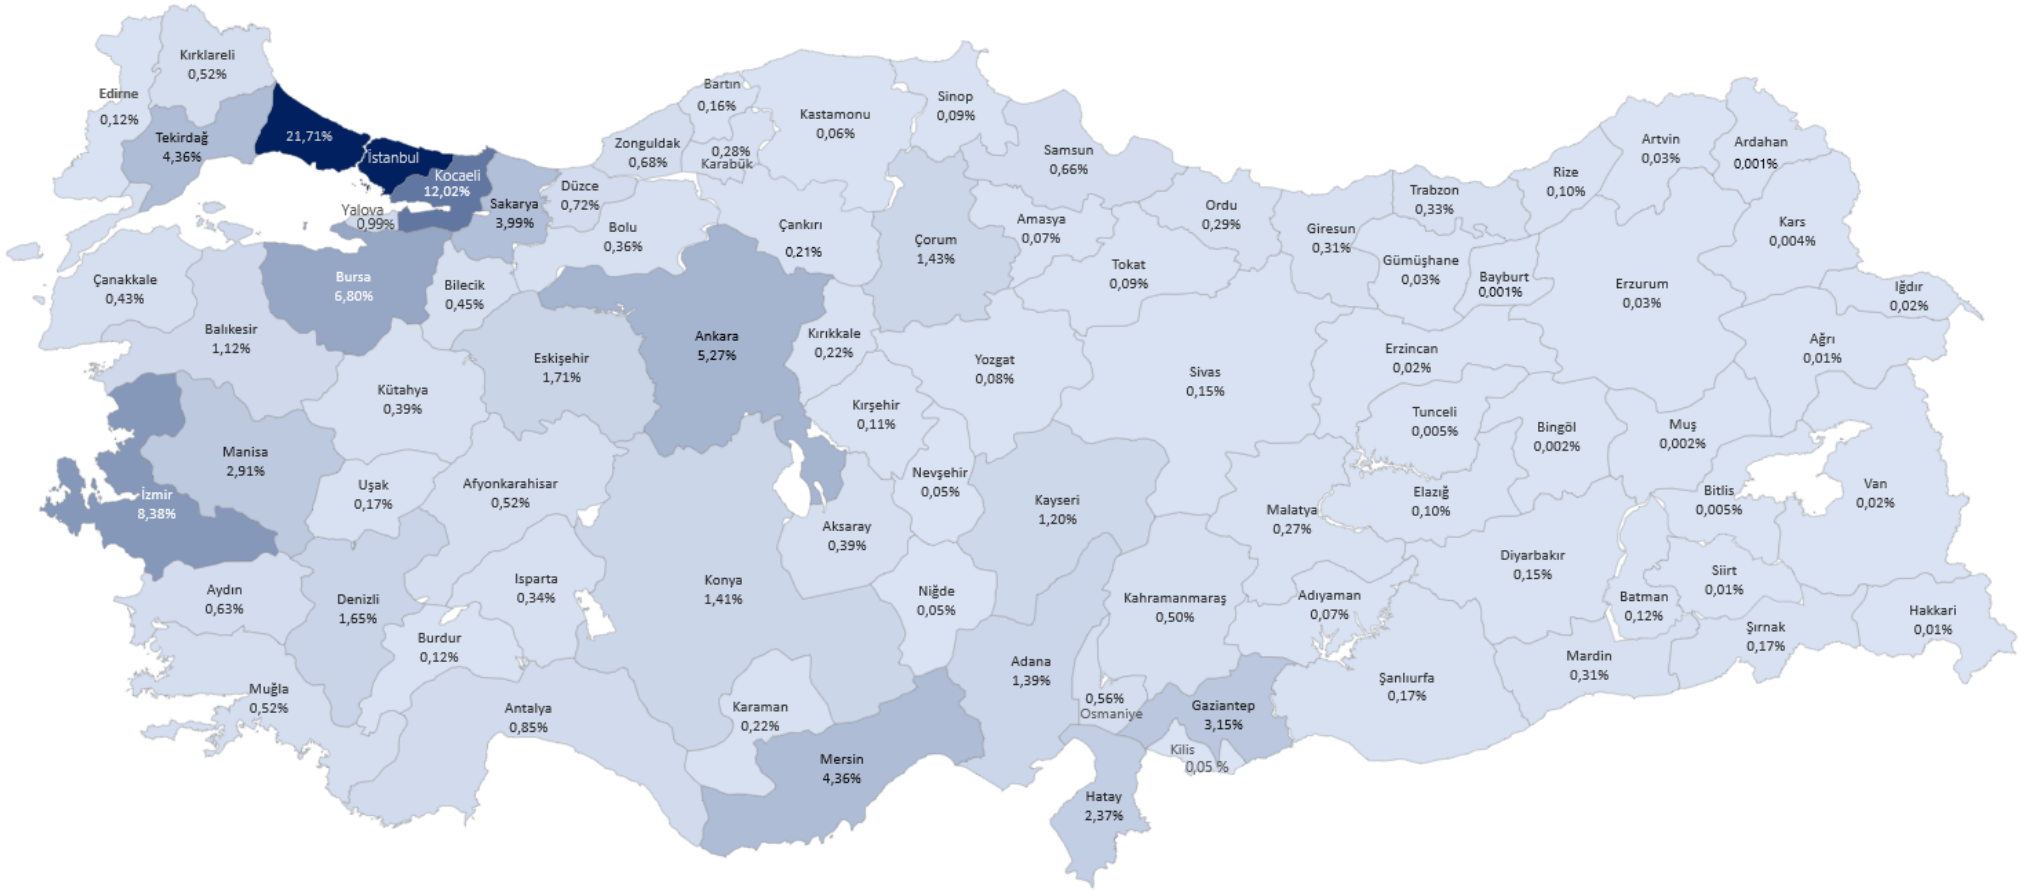 Kırklareli
0,52%
Edirne
0,12%
Tekirdağ
4,36%
21,71%
İstanbul
Kocaeli
12,02%
Yalova
0,99%
Sakarya
3,99%
Düzce
0,72%
Bolu
0,36%
Zonguldak
0,68%
Bartın
0,16%
0,28%
Karabük
Kastamonu
0,06%
Sinop
0,09%
Çankırı
0,21%
Çorum
1,43%
Samsun
0,66%
Amasya
0,07%
Tokat
0,09%
Ordu
0,29%
Giresun
0,31%
Trabzon
0,33%
Gümüşhane
0,03%
Bayburt
0,001%
Rize
0,10%
Artvin
0,03%
Ardahan
0,001%
Kars
0,004%
Iğdır
0,02%
Erzurum
0,03%
Ağrı
0,01%
Çanakkale
0,43%
Balıkesir
1,12%
Bursa
6,80%
Bilecik
0,45%
Eskişehir
1,71%
Kütahya
0,39%
Ankara
5,27%
Kırıkkale
0,22%
Kırşehir
0,11%
Yozgat
0,08%
Sivas
0,15%
Erzincan
0,02%
Tunceli
0,005%
Bingöl
0,002%
Muş
0,002%
Bitlis
0,005%
Van
0,02%
Manisa
2,91%
İzmir
8,38%
Uşak
0,17%
Afyonkarahisar
0,52%
Nevşehir
0,05%
Aksaray
0,39%
Kayseri
1,20%
Malatya
0,27%
Elazığ
0,10%
Diyarbakır
0,15%
Batman
0,12%
Siirt
0,01%
Şırnak
0,17%
Hakkari
0,01%
Mardin
0,31%
Aydın
0,63%
Denizli
1,65%
Isparta
0,34%
Burdur
0,12%
Muğla
0,52%
Antalya
0,85%
Konya
1,41%
Karaman
0,22%
Niğde
0,05%
Mersin
4,36%
Adana
1,39%
Kahramanmaraş
0,50%
Adıyaman
0,07%
Şanlıurfa
0,17%
0,56%
Osmaniye
Gaziantep
3,15%
Kilis
0,05 %
Hatay
2,37%